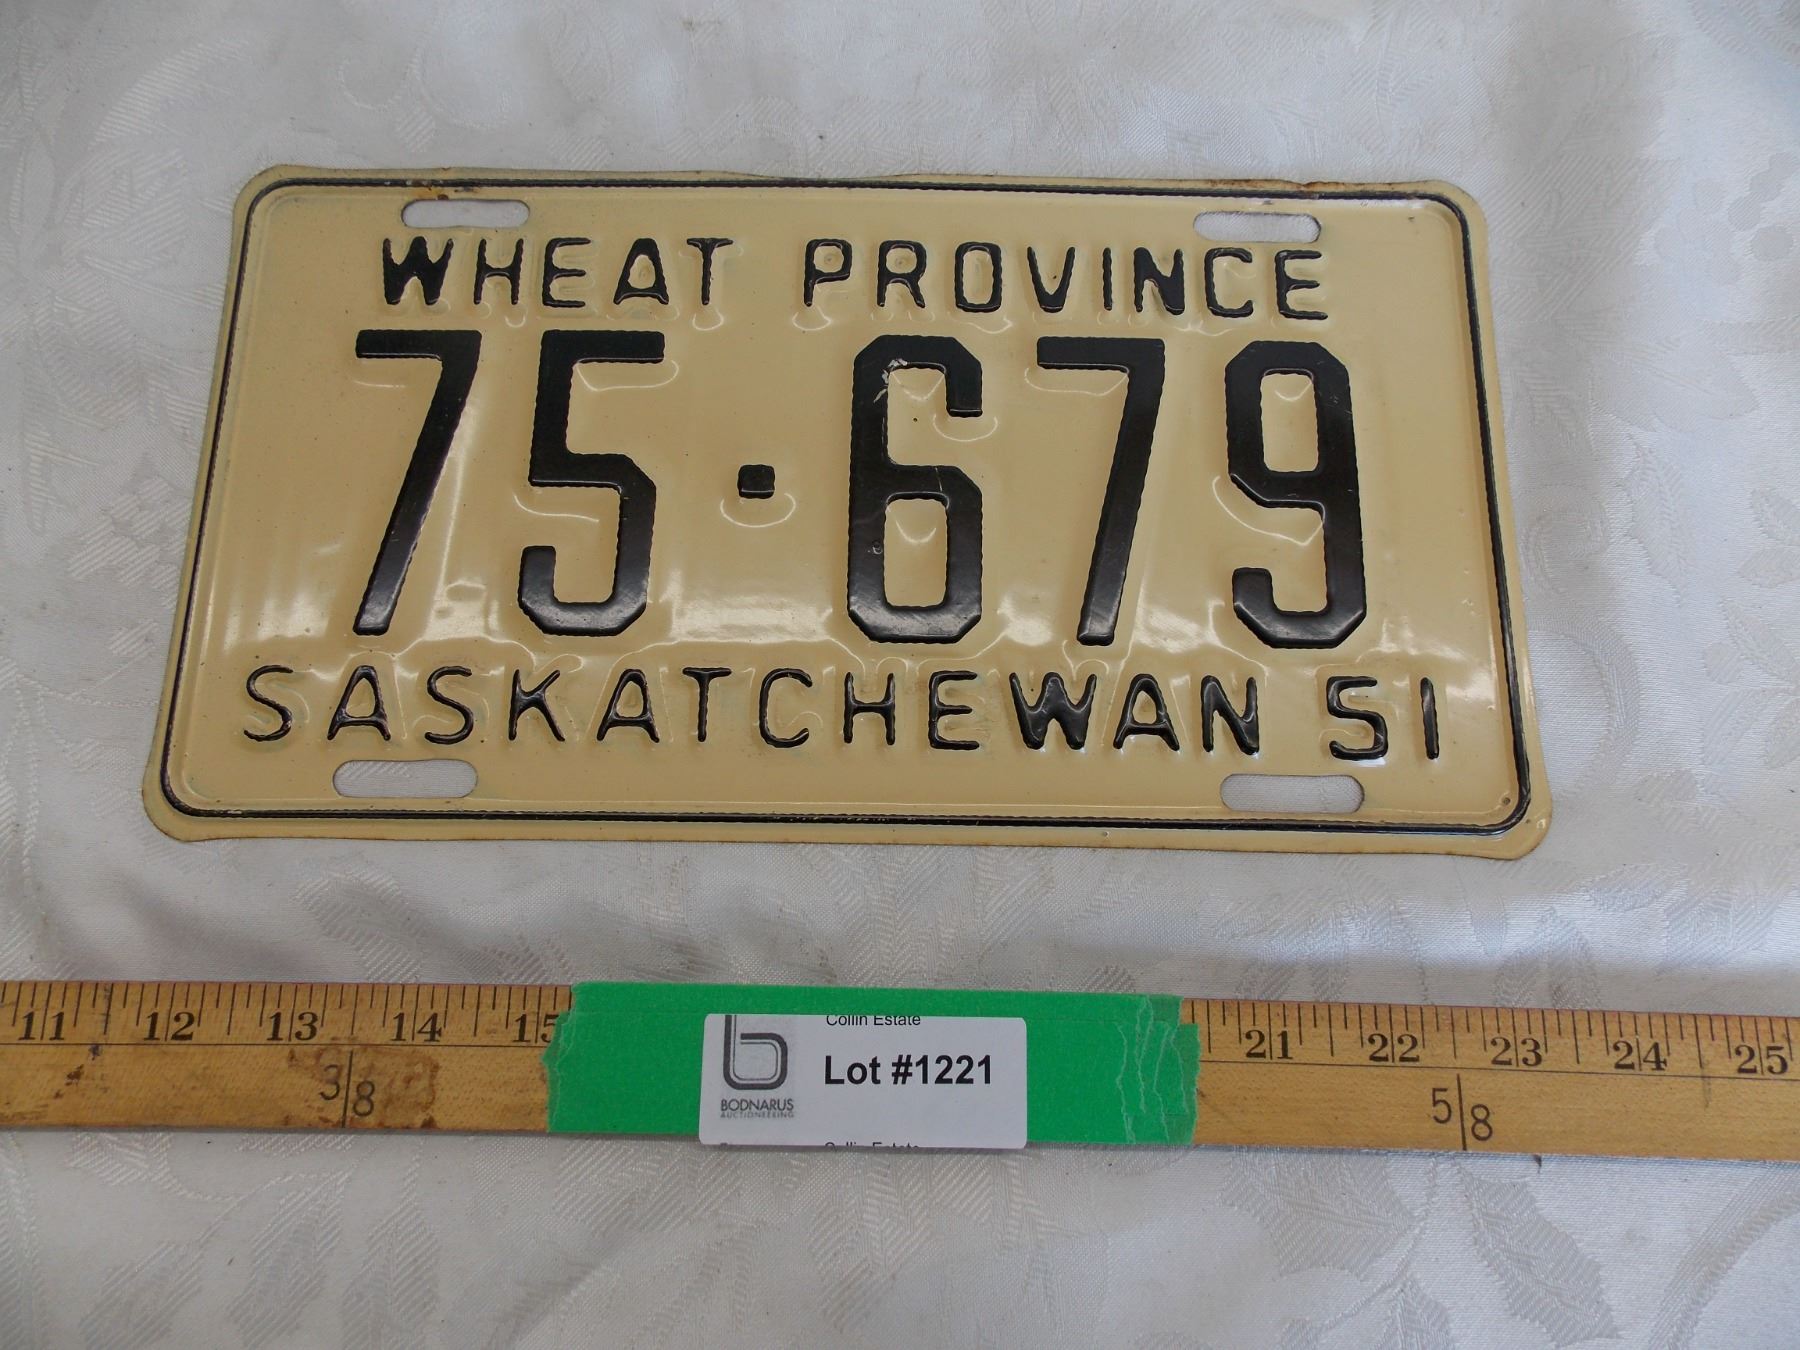 WHEAT PROVINCE
75·679
SASKATCHEWAN 51
11 12 13 14 15 21 22 23 24 25
3/8 5/8
Collin Estate
Lot #1221
BODNARUS
AUCTIONEERING